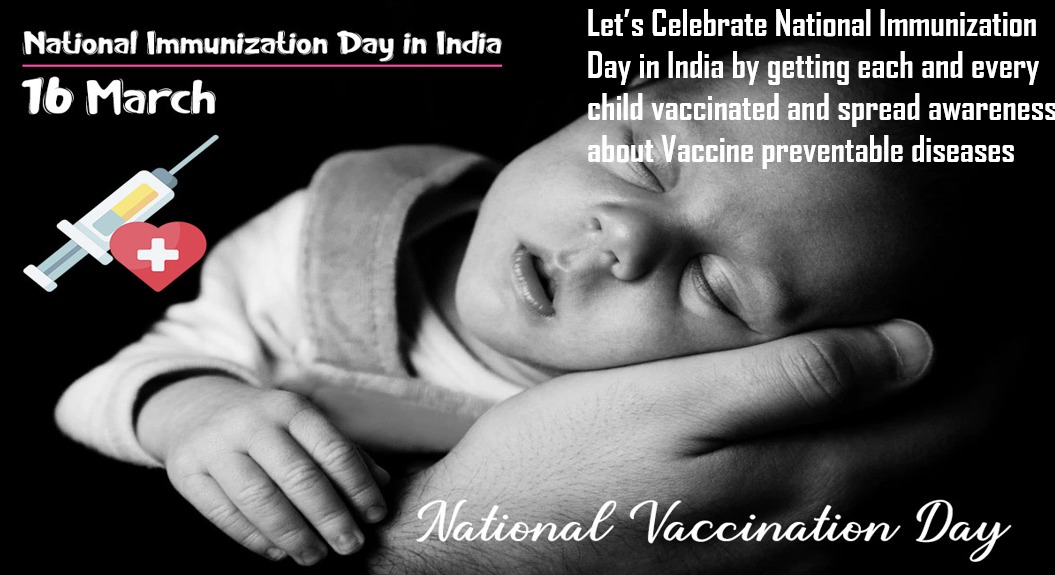 National Immunization Day in India
16 March
Let's Celebrate National Immunization
Day in India by getting each and every
child vaccinated and spread awareness
about Vaccine preventable diseases
National Vaccination Day